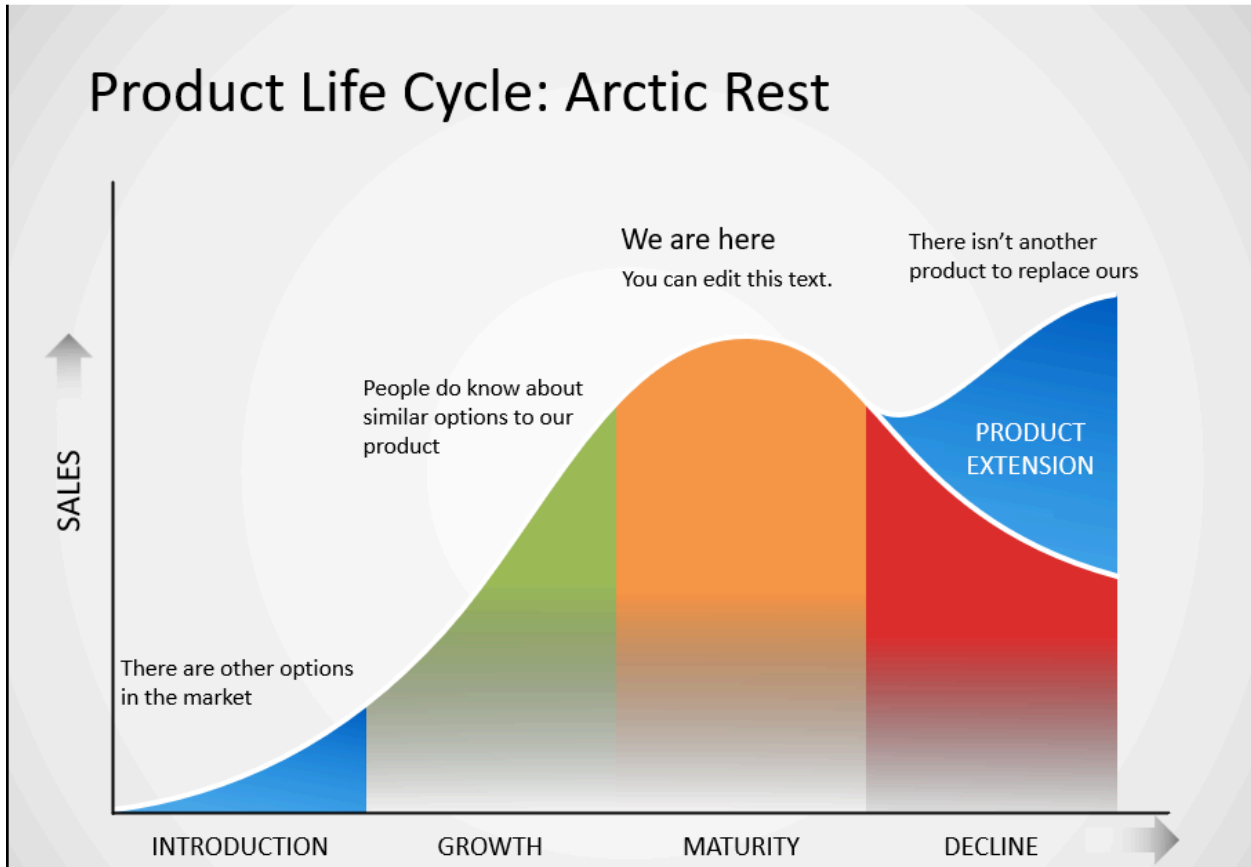 Product Life Cycle: Arctic Rest
We are here
You can edit this text.
There isn’t another
product to replace ours
People do know about
similar options to our
product
PRODUCT
EXTENSION
SALES
There are other options
in the market
INTRODUCTION
GROWTH
MATURITY
DECLINE